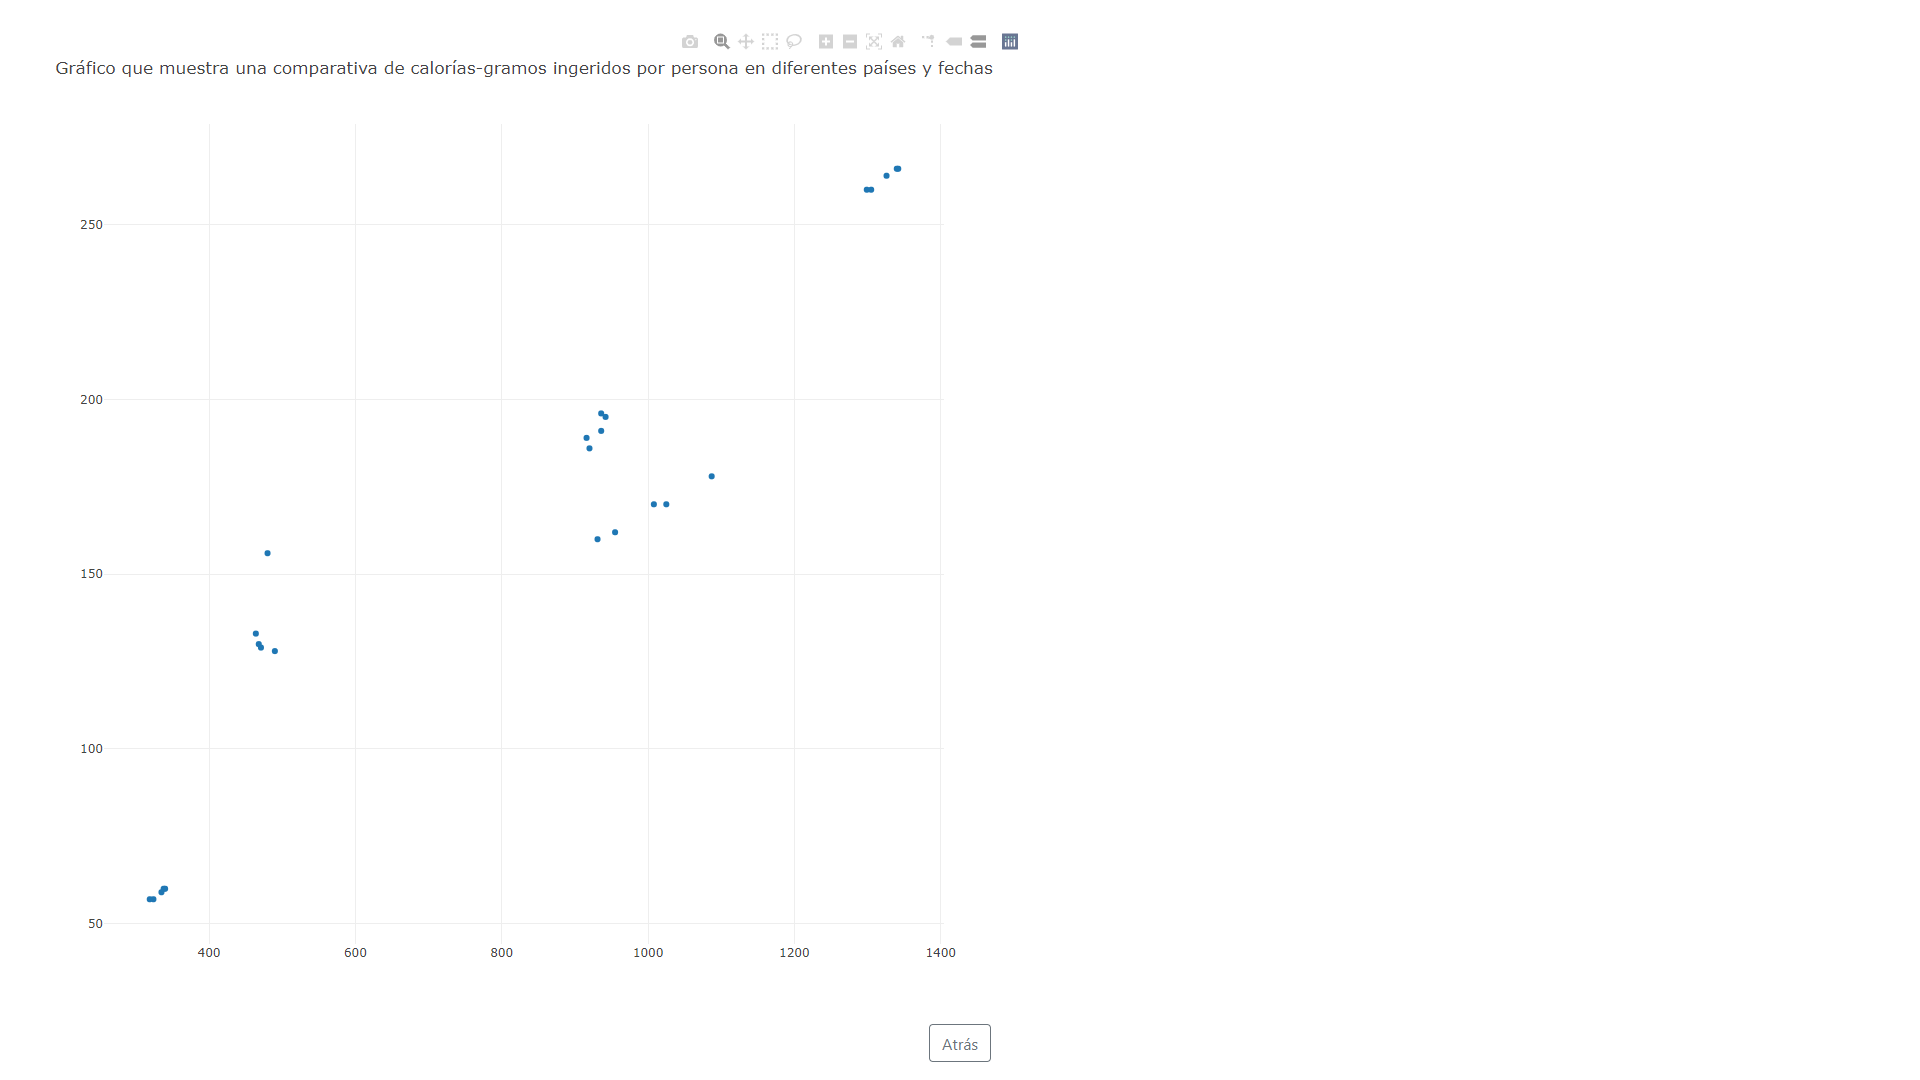 Gráfico que muestra una comparativa de calorías-gramos ingeridos por persona en diferentes países y fechas
250
200
150
100
50
400 600 800 1000 1200 1400
Atrás